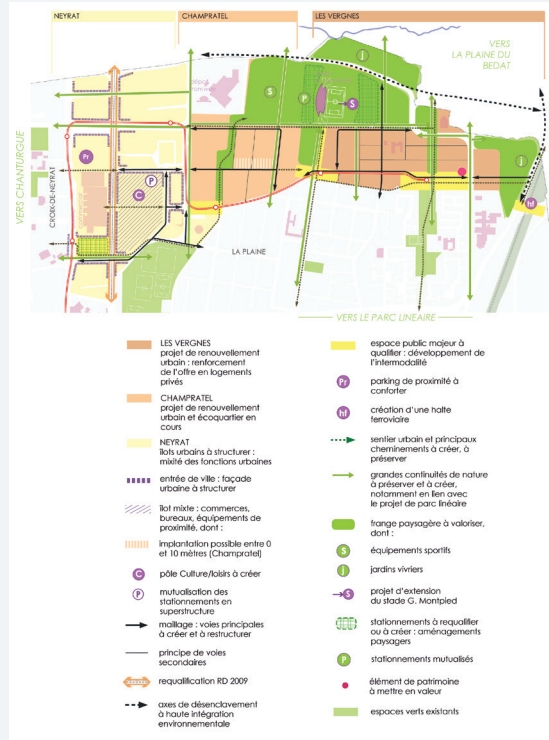 NEYRAT
CHAMPRATEL
LES VERGNES
VERS
LA PLAINE DU
BEDAT
j
S
P
S
Pr
P
C
j
hf
VERS CHANTURGUE
CROIX-DE-NEYRAT
LA PLAINE
VERS LE PARC LINEAIRE
LES VERGNES
projet de renouvellement
urbain : renforcement
de l'offre en logements
privés
CHAMPRATEL
projet de renouvellement
urbain et écoquartier en
cours
NEYRAT
îlots urbains à structurer :
mixité des fonctions urbaines
entrée de ville : façade
urbaine à structurer
îlot mixte : commerces,
bureaux, équipements de
proximité, dont :
implantation possible entre 0
et 10 mètres (Champratel)
C
pôle Culture/loisirs à créer
P
mutualisation des
stationnements en
superstructure
maillage : voies principales
à créer et à restructurer
principe de voies
secondaires
requalification RD 2009
axes de désenclavement
à haute intégration
environnementale
espace public majeur à
qualifier : développement de
l'intermodalité
Pr
parking de proximité à
conforter
hf
création d'une halte
ferroviaire
sentier urbain et principaux
cheminements à créer, à
préserver
grandes continuités de nature
à préserver et à créer,
notamment en lien avec
le projet de parc linéaire
frange paysagère à valoriser,
dont :
S
équipements sportifs
j
jardins vivriers
S
projet d'extension
du stade G. Montpied
stationnements à requalifier
ou à créer : aménagements
paysagers
P
stationnements mutualisés
élément de patrimoine
à mettre en valeur
espaces verts existants